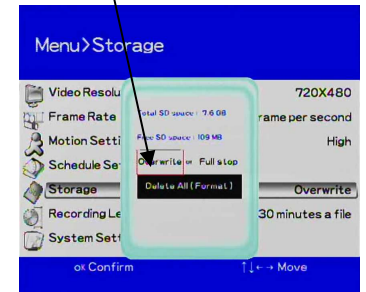 Menu>Storage
Video Resolu 720X480
Frame Rate rame per second
Motion Setti High
Schedule Se
Storage Overwrite
Recording Le 30 minutes a file
System Sett
Total SD space : 7.6 GB
Free SD space : 109 MB
Overwrite or Full stop
Delete All (Format)
ok Confirm ↑↓←→ Move